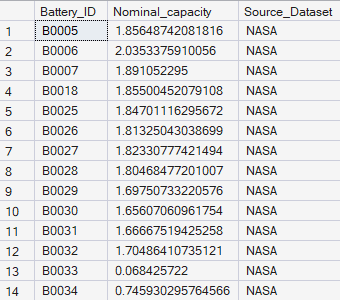 Battery_ID Nominal_capacity Source_Dataset
1 B0005 1.85648742081816 NASA
2 B0006 2.03533759​10056 NASA
3 B0007 1.891052295 NASA
4 B0018 1.85500452079108 NASA
5 B0025 1.84701116295672 NASA
6 B0026 1.81325043038699 NASA
7 B0027 1.82330777421494 NASA
8 B0028 1.80468477201007 NASA
9 B0029 1.69750733220576 NASA
10 B0030 1.65607060961754 NASA
11 B0031 1.66667519425258 NASA
12 B0032 1.70486410735121 NASA
13 B0033 0.068425722 NASA
14 B0034 0.745930295764566 NASA